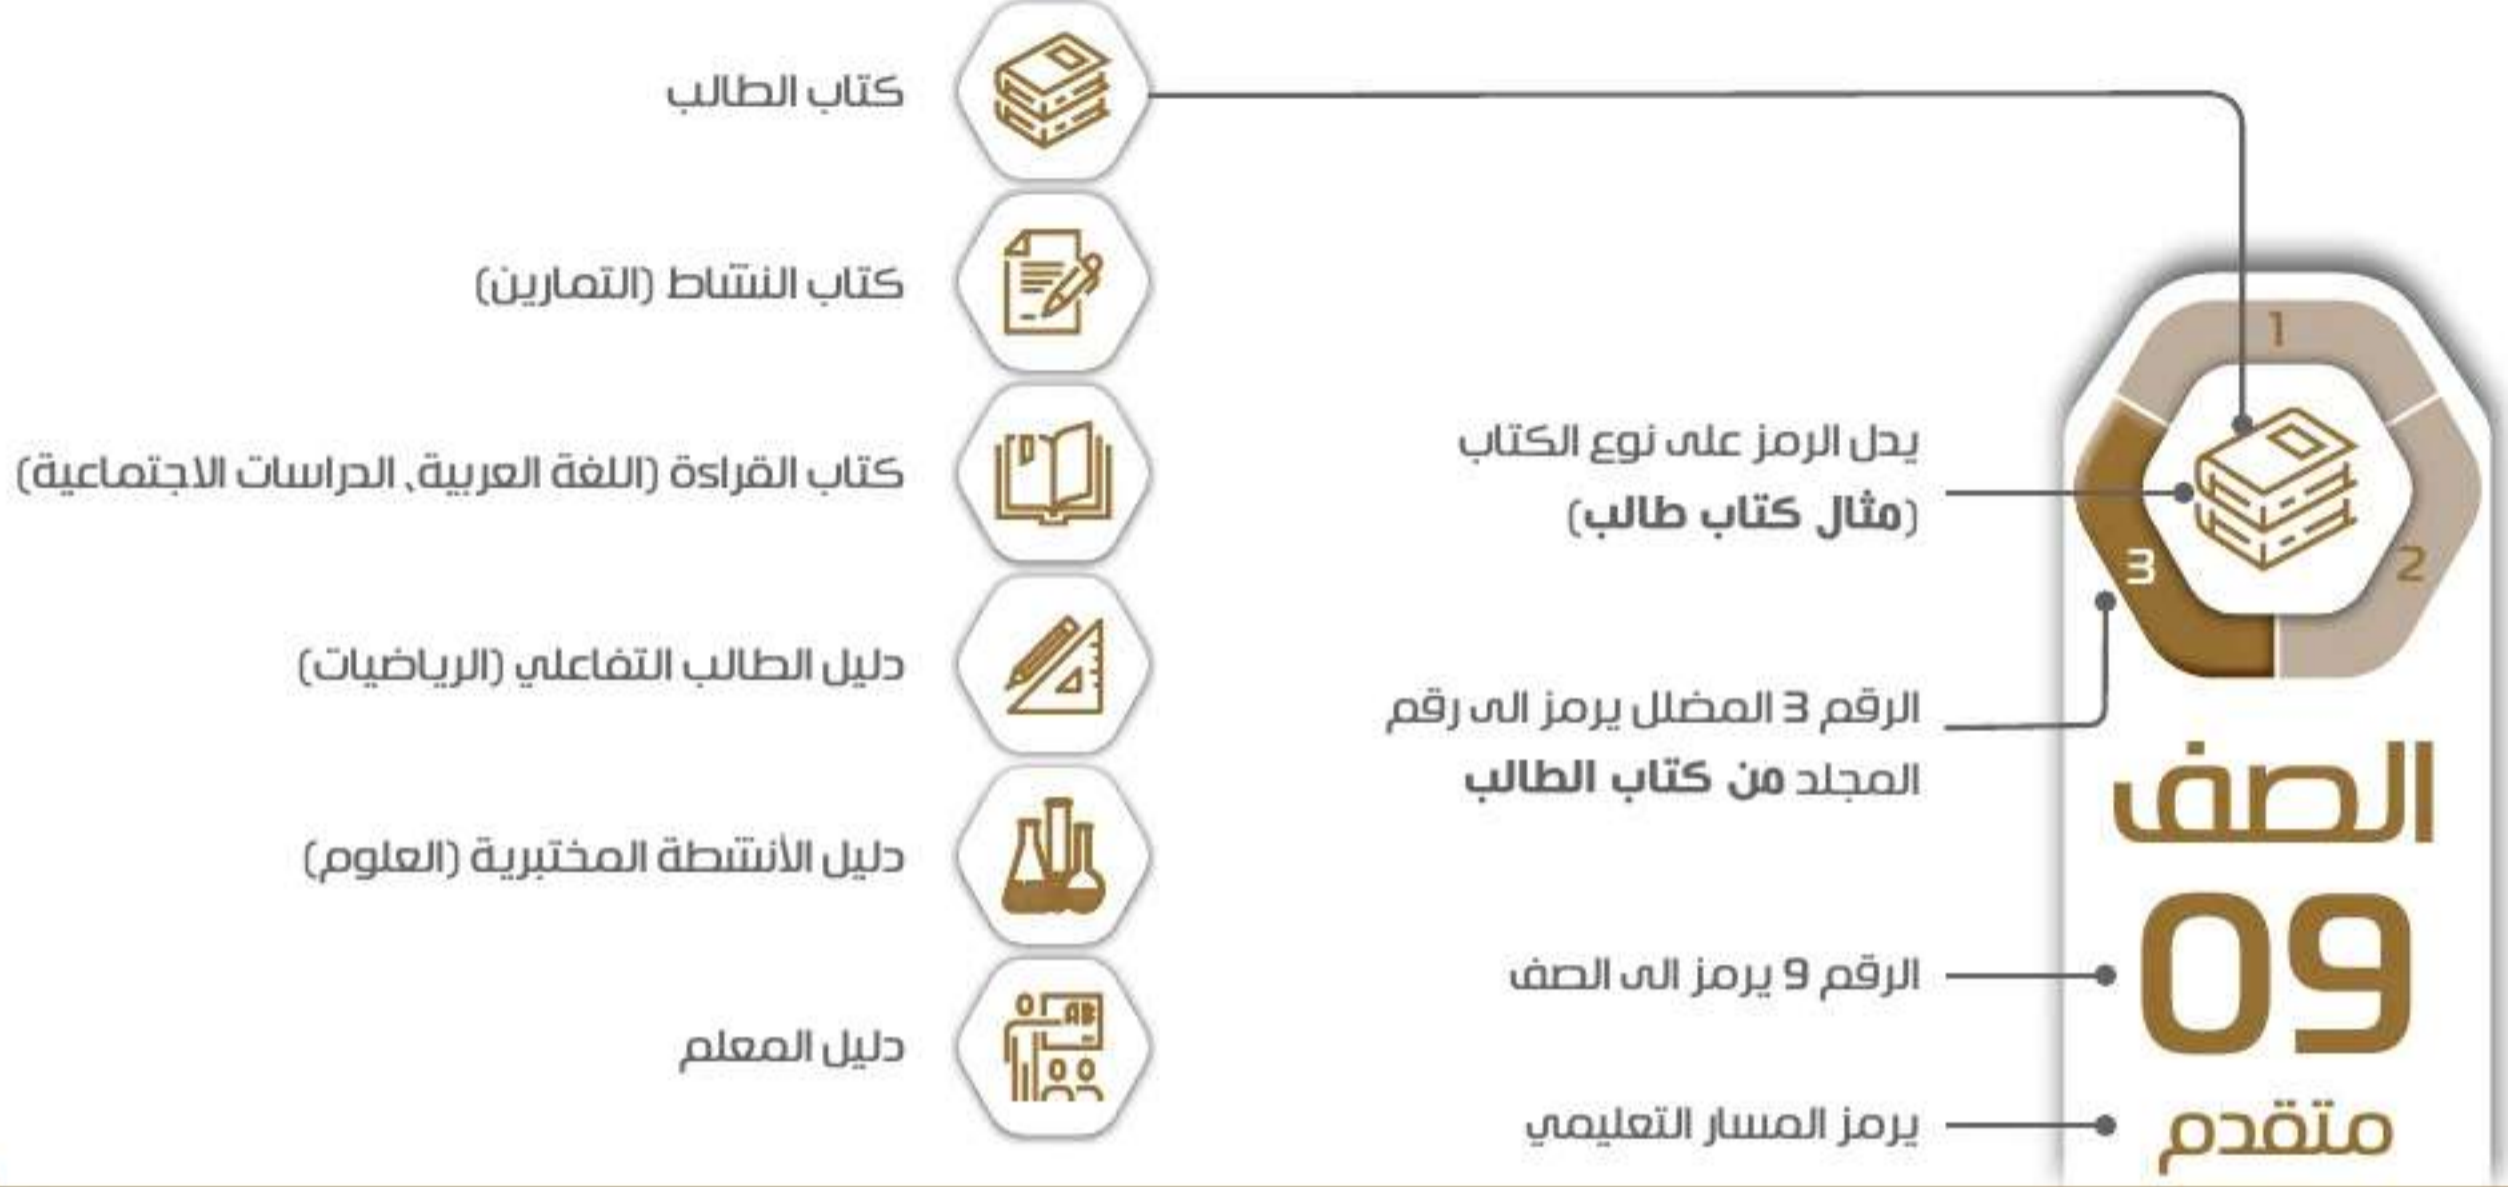 1
2
3
الصف
09
متقدم
يدل الرمز على نوع الكتاب
(مثال كتاب طالب)
الرقم 3 المضلل يرمز الى رقم
المجلد من كتاب الطالب
الرقم 9 يرمز الى الصف
يرمز المسار التعليمي
كتاب الطالب
كتاب النشاط (التمارين)
كتاب القراءة (اللغة العربية، الدراسات الاجتماعية)
دليل الطالب التفاعلي (الرياضيات)
دليل الأنشطة المختبرية (العلوم)
AB
دليل المعلم